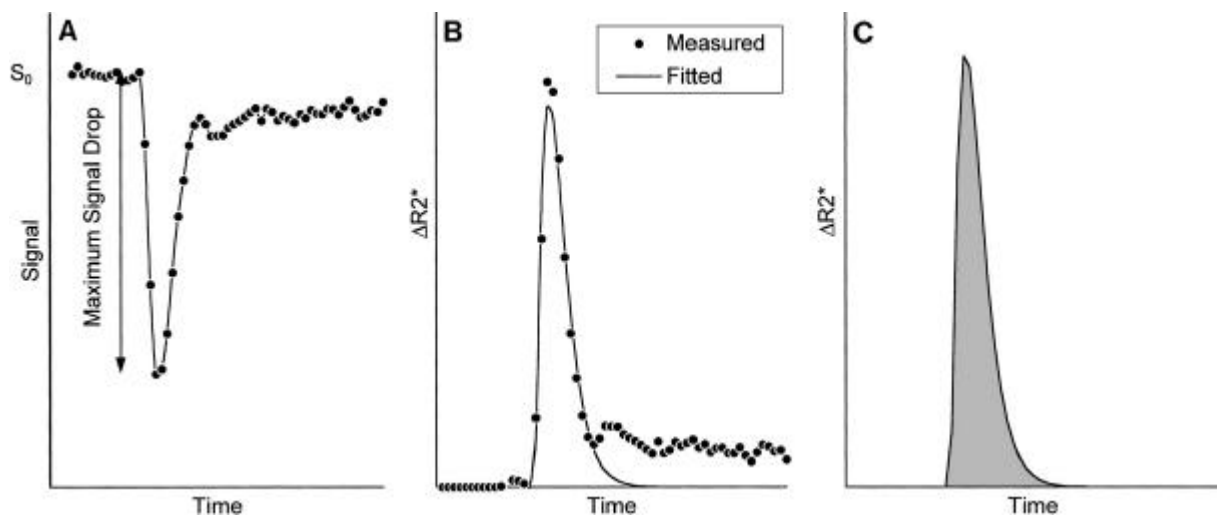 A
S₀
Maximum Signal Drop
Signal
Time
B
Measured
Fitted
ΔR2*
Time
C
ΔR2*
Time